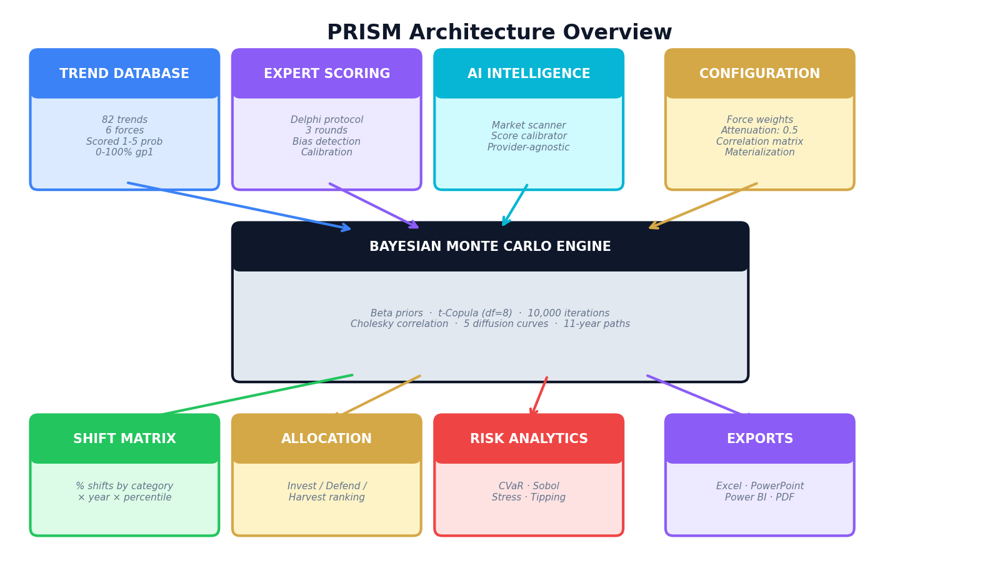 PRISM Architecture Overview
TREND DATABASE
82 trends
6 forces
Scored 1-5 prob
0-100% gp1
EXPERT SCORING
Delphi protocol
3 rounds
Bias detection
Calibration
AI INTELLIGENCE
Market scanner
Score calibrator
Provider-agnostic
CONFIGURATION
Force weights
Attenuation: 0.5
Correlation matrix
Materialization
BAYESIAN MONTE CARLO ENGINE
Beta priors · t-Copula (df=8) · 10,000 iterations
Cholesky correlation · 5 diffusion curves · 11-year paths
SHIFT MATRIX
% shifts by category
× year × percentile
ALLOCATION
Invest / Defend /
Harvest ranking
RISK ANALYTICS
CVaR · Sobol
Stress · Tipping
EXPORTS
Excel · PowerPoint
Power BI · PDF